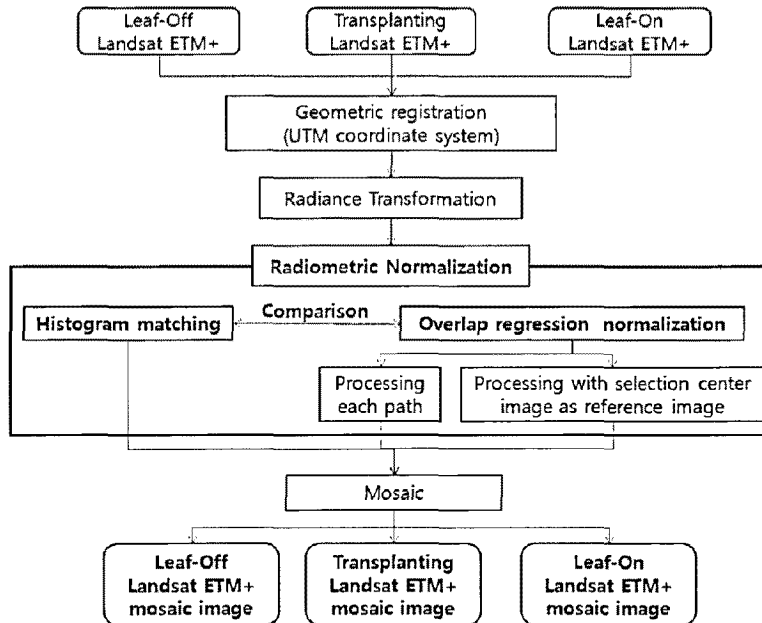 Leaf-Off
Landsat ETM+
Transplanting
Landsat ETM+
Leaf-On
Landsat ETM+
Geometric registration
(UTM coordinate system)
Radiance Transformation
Radiometric Normalization
Histogram matching
Comparison
Overlap regression normalization
Processing
each path
Processing with selection center
image as reference image
Mosaic
Leaf-Off
Landsat ETM+
mosaic image
Transplanting
Landsat ETM+
mosaic image
Leaf-On
Landsat ETM+
mosaic image